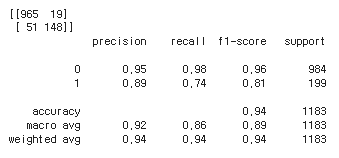 [[965 19]
[ 51 148]]
precision recall f1-score support
0 0.95 0.98 0.96 984
1 0.89 0.74 0.81 199
accuracy 0.94 1183
macro avg 0.92 0.86 0.89 1183
weighted avg 0.94 0.94 0.94 1183